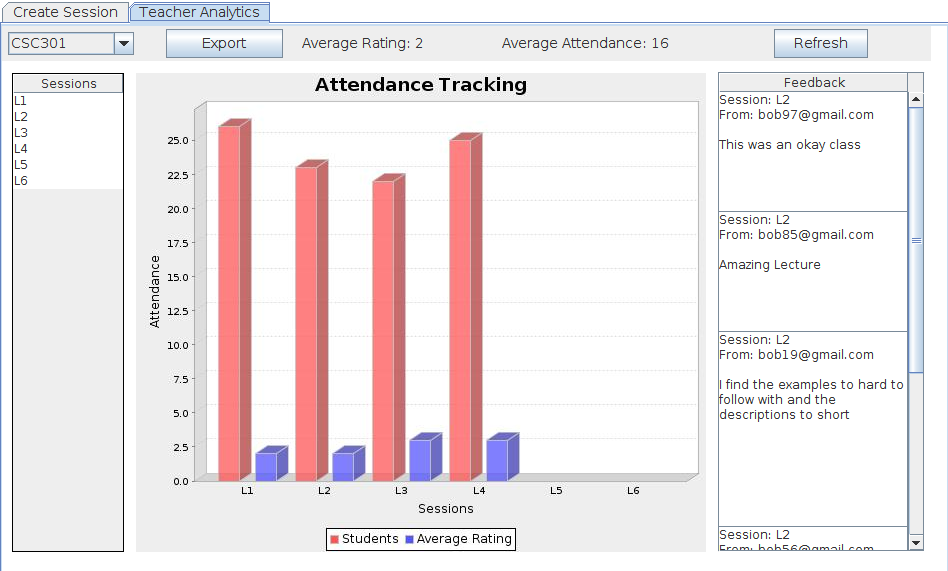 Create Session
Teacher Analytics
CSC301
Export
Average Rating: 2
Average Attendance: 16
Refresh
Sessions
L1
L2
L3
L4
L5
L6
Attendance Tracking
Attendance
25.0
22.5
20.0
17.5
15.0
12.5
10.0
7.5
5.0
2.5
0.0
L1 L2 L3 L4 L5 L6
Sessions
Students Average Rating
Feedback
Session: L2
From: bob97@gmail.com
This was an okay class
Session: L2
From: bob85@gmail.com
Amazing Lecture
Session: L2
From: bob19@gmail.com
I find the examples to hard to
follow with and the
descriptions to short
Session: L2
From: bob56@gmail.com